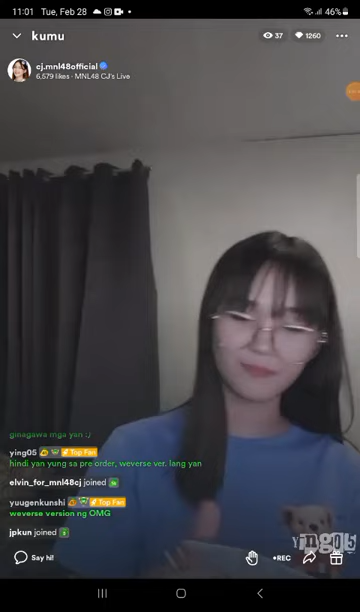 11:01 Tue, Feb 28 46%
kumu 37 1260
cj.mnl48official
6,579 likes · MNL48 CJ's Live
ginagawa mga yan :)
ying05 Top Fan
hindi yan yung sa pre order, weverse ver. lang yan
elvin_for_mnl48cj joined
yuugenkunshi Top Fan
weverse version ng OMG
jpkun joined
Say hi!
•REC
ying05